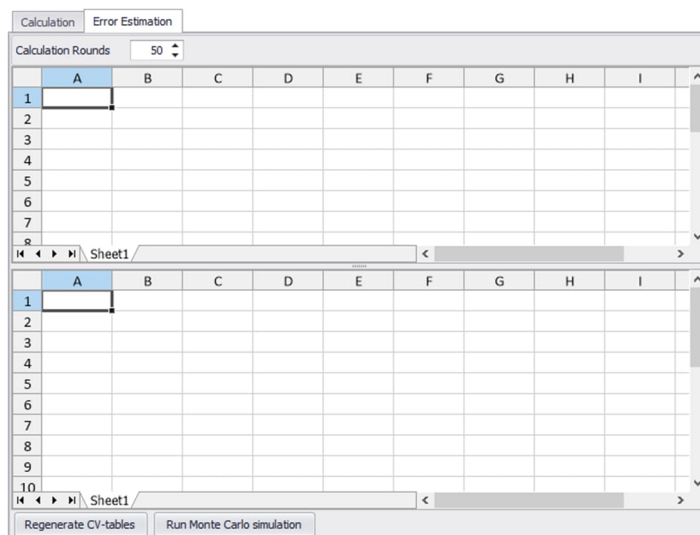 Calculation Error Estimation
Calculation Rounds 50
A B C D E F G H I
1
2
3
4
5
6
7
8
Sheet1
A B C D E F G H I
1
2
3
4
5
6
7
8
9
10
Sheet1
Regenerate CV-tables Run Monte Carlo simulation